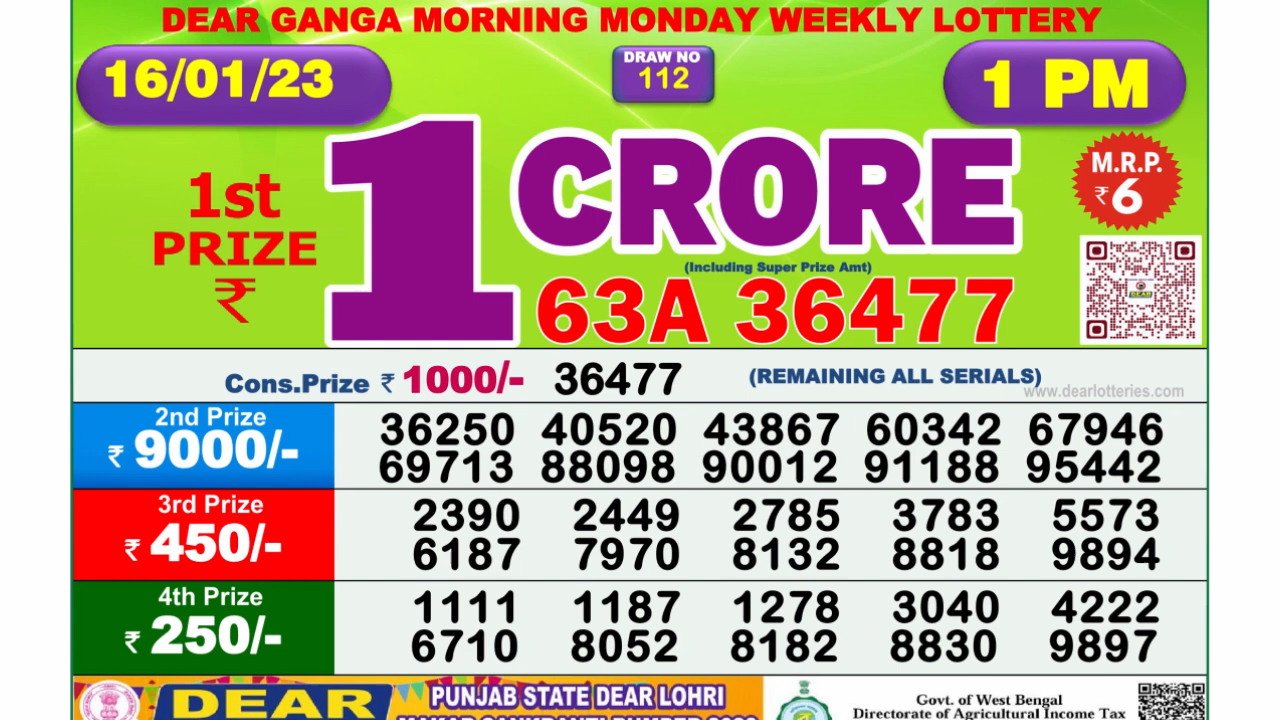 DEAR GANGA MORNING MONDAY WEEKLY LOTTERY
16/01/23
DRAW NO
112
1 PM
1st
PRIZE
₹
1 CRORE
(Including Super Prize Amt)
63A 36477
M.R.P.
₹ 6
DEAR
Cons.Prize ₹ 1000/- 36477 (REMAINING ALL SERIALS)
www.dearlotteries.com
2nd Prize
₹ 9000/-
36250 40520 43867 60342 67946
69713 88098 90012 91188 95442
3rd Prize
₹ 450/-
2390 2449 2785 3783 5573
6187 7970 8132 8818 9894
4th Prize
₹ 250/-
1111 1187 1278 3040 4222
6710 8052 8182 8830 9897
DEAR
PUNJAB STATE DEAR LOHRI
Govt. of West Bengal
Directorate of Agricultural Income Tax